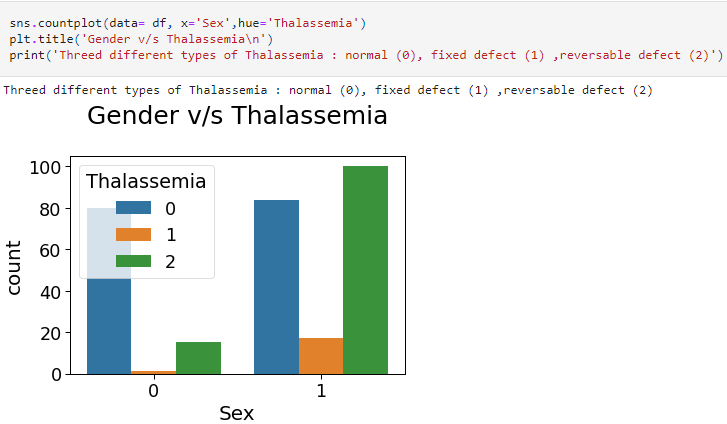 sns.countplot(data= df, x='Sex',hue='Thalassemia')
plt.title('Gender v/s Thalassemia\n')
print('Threed different types of Thalassemia : normal (0), fixed defect (1) ,reversable defect (2)')
Threed different types of Thalassemia : normal (0), fixed defect (1) ,reversable defect (2)
Gender v/s Thalassemia
100
80
60
40
20
0
count
Thalassemia
0
1
2
0
1
Sex